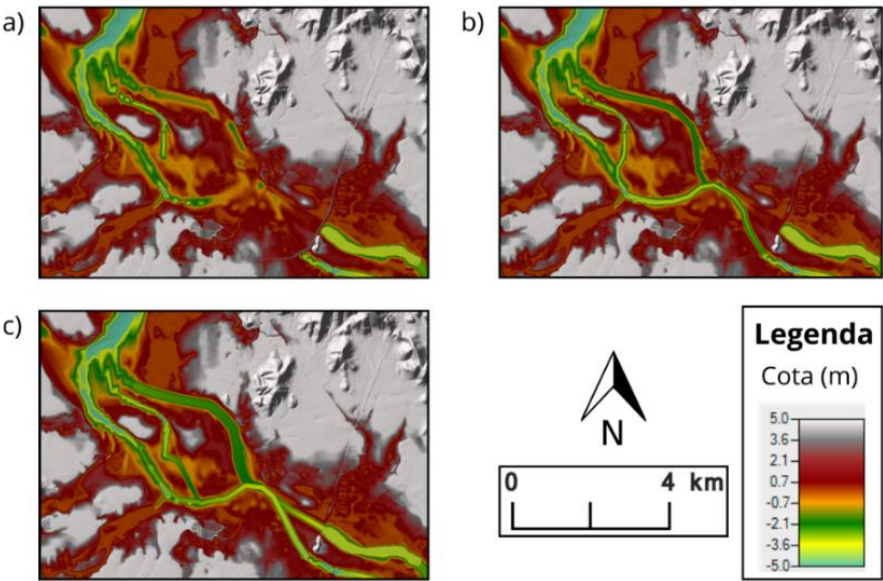 a)
b)
c)
N
0 4 km
Legenda
Cota (m)
5.0
3.6
2.1
0.7
-0.7
-2.1
-3.6
-5.0